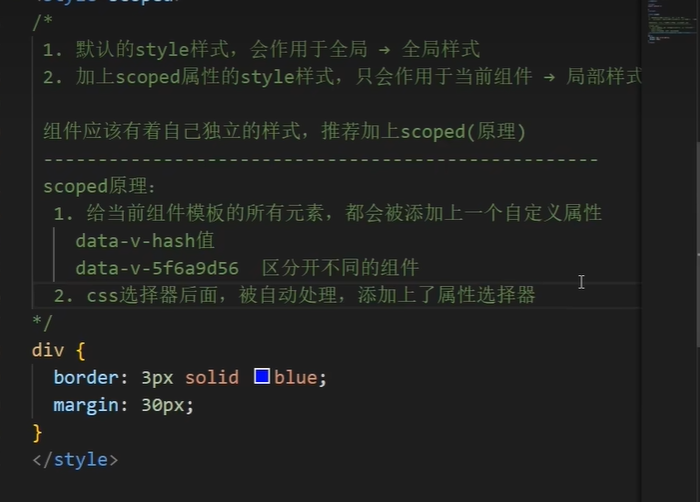 <style scoped>
/*
1. 默认的style样式，会作用于全局 → 全局样式
2. 加上scoped属性的style样式，只会作用于当前组件 → 局部样式
组件应该有着自己独立的样式，推荐加上scoped(原理)
---------------------------------------------------
scoped原理：
1. 给当前组件模板的所有元素，都会被添加上一个自定义属性
data-v-hash值
data-v-5f6a9d56 区分开不同的组件
2. css选择器后面，被自动处理，添加上了属性选择器
*/
div {
border: 3px solid blue;
margin: 30px;
}
</style>